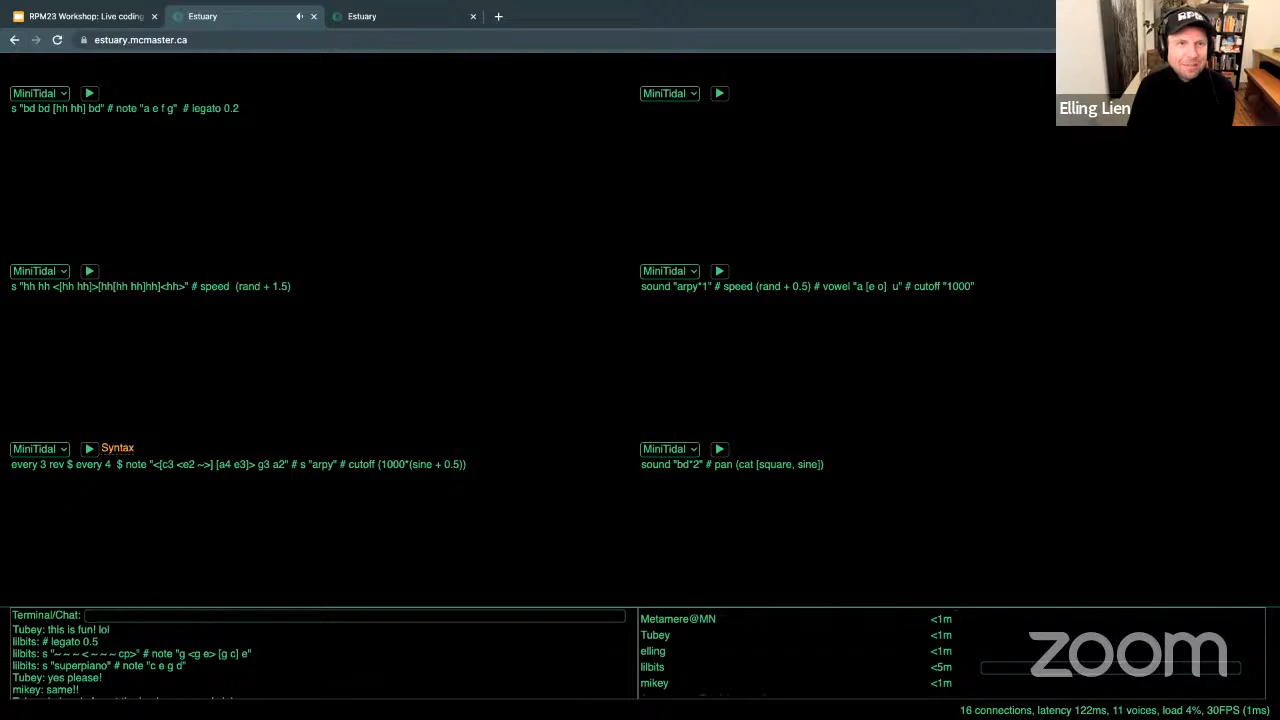 RPM23 Workshop: Live coding
Estuary
Estuary
estuary.mcmaster.ca
RPM
Elling Lien
MiniTidal
s "bd bd [hh hh] bd" # note "a e f g" # legato 0.2
MiniTidal
MiniTidal
s "hh hh <[hh hh]>[hh[hh hh]hh]<hh>" # speed (rand + 1.5)
MiniTidal
sound "arpy*1" # speed (rand + 0.5) # vowel "a [e o] u" # cutoff "1000"
MiniTidal Syntax
every 3 rev $ every 4 $ note "<[c3 <e2 ~>] [a4 e3]> g3 a2" # s "arpy" # cutoff (1000*(sine + 0.5))
MiniTidal
sound "bd*2" # pan (cat [square, sine])
Terminal/Chat:
Tubey: this is fun! lol
lilbits: # legato 0.5
lilbits: s "~ ~ ~ < ~ ~ ~ cp>" # note "g <g e> [g c] e"
lilbits: s "superpiano" # note "c e g d"
Tubey: yes please!
mikey: same!!
Metamere@MN <1m
Tubey <1m
elling <1m
lilbits <5m
mikey <1m
zoom
16 connections, latency 122ms, 11 voices, load 4%, 30FPS (1ms)